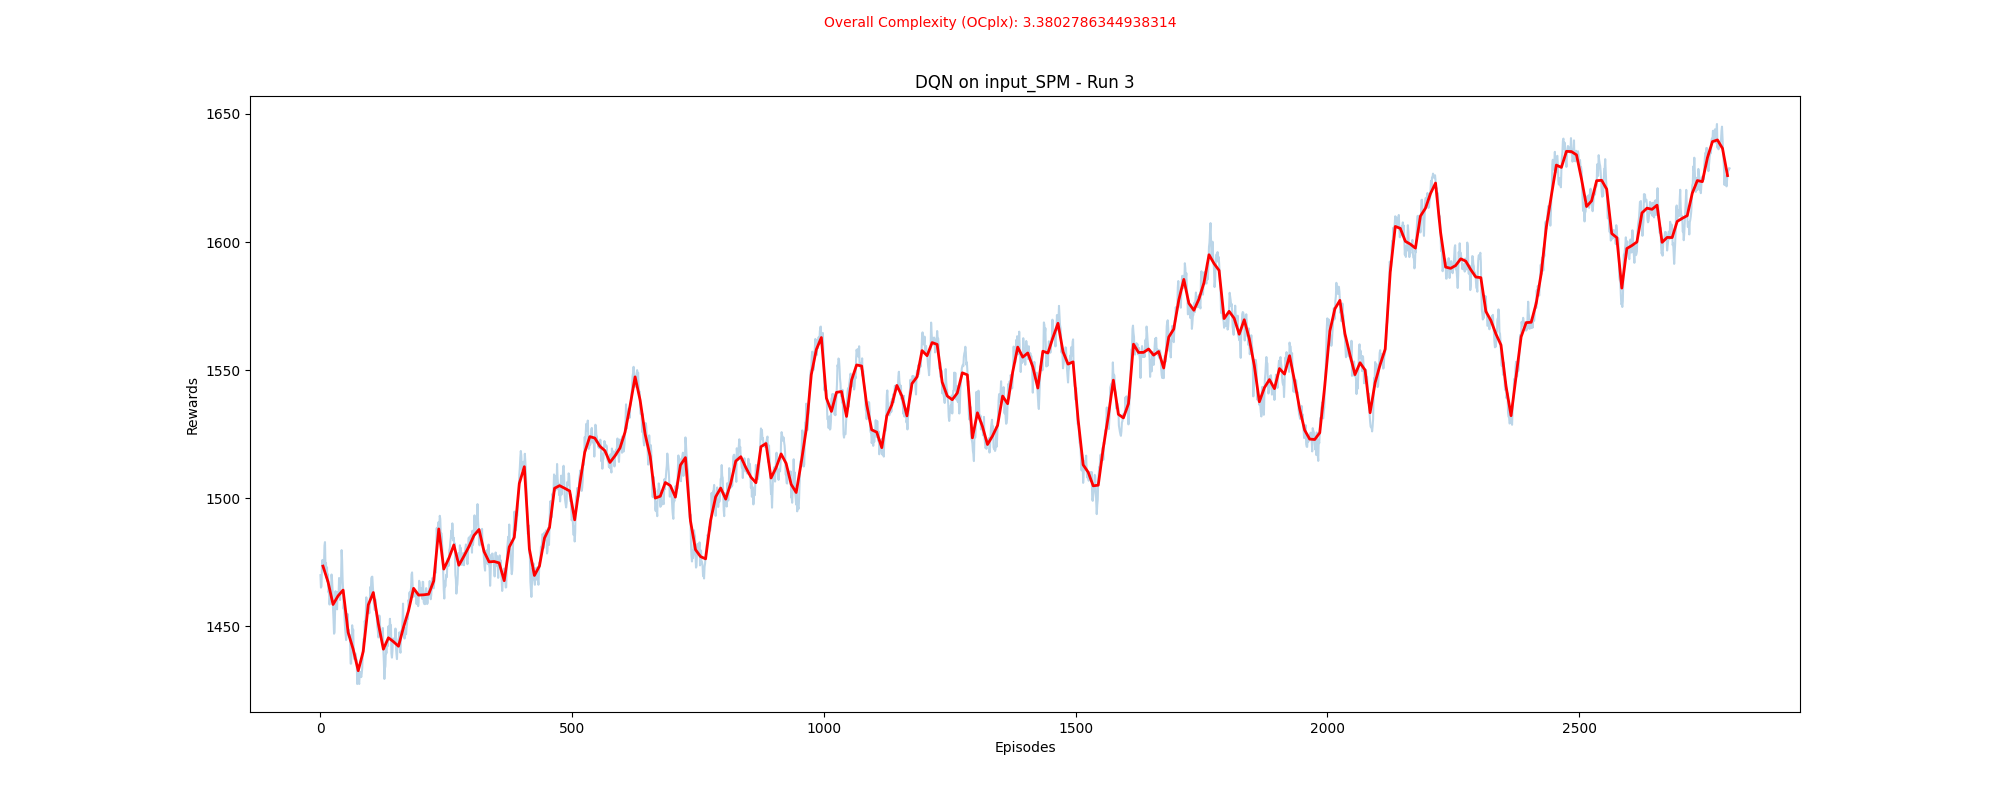 Overall Complexity (OCplx): 3.3802786344938314
DQN on input_SPM - Run 3
1650
1600
1550
1500
1450
Rewards
0 500 1000 1500 2000 2500
Episodes